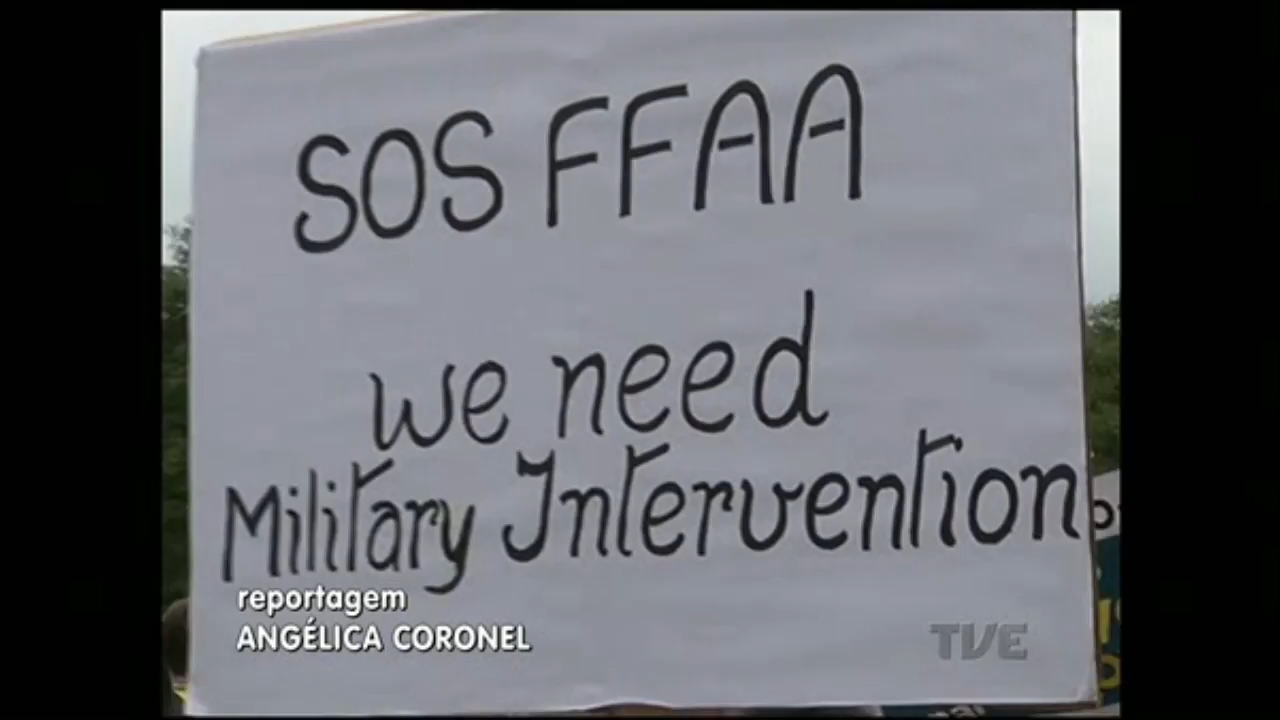 SOS FFAA
we need
Military Intervention
reportagem
ANGÉLICA CORONEL
TVE